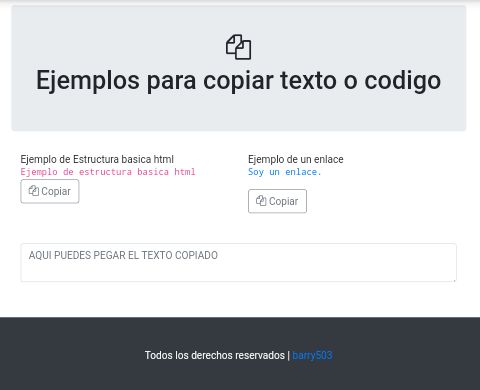 Ejemplos para copiar texto o codigo
Ejemplo de Estructura basica html
Ejemplo de estructura basica html
Copiar
Ejemplo de un enlace
Soy un enlace.
Copiar
AQUI PUEDES PEGAR EL TEXTO COPIADO
Todos los derechos reservados | barry503